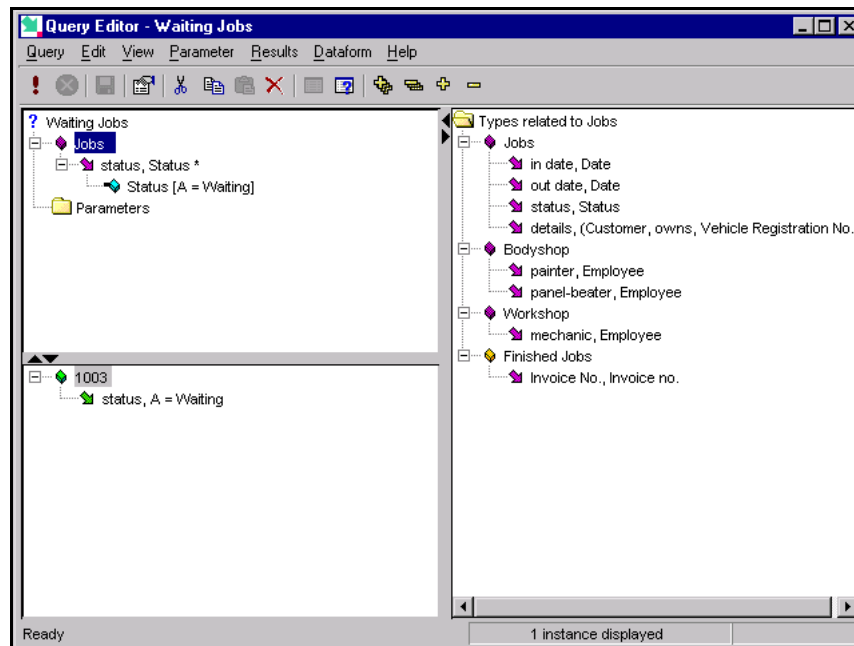 Query Editor - Waiting Jobs
Query Edit View Parameter Results Dataform Help
? Waiting Jobs
Jobs
status, Status *
Status [A = Waiting]
Parameters
1003
status, A = Waiting
Types related to Jobs
Jobs
in date, Date
out date, Date
status, Status
details, (Customer, owns, Vehicle Registration No.
Bodyshop
painter, Employee
panel-beater, Employee
Workshop
mechanic, Employee
Finished Jobs
Invoice No., Invoice no.
Ready
1 instance displayed